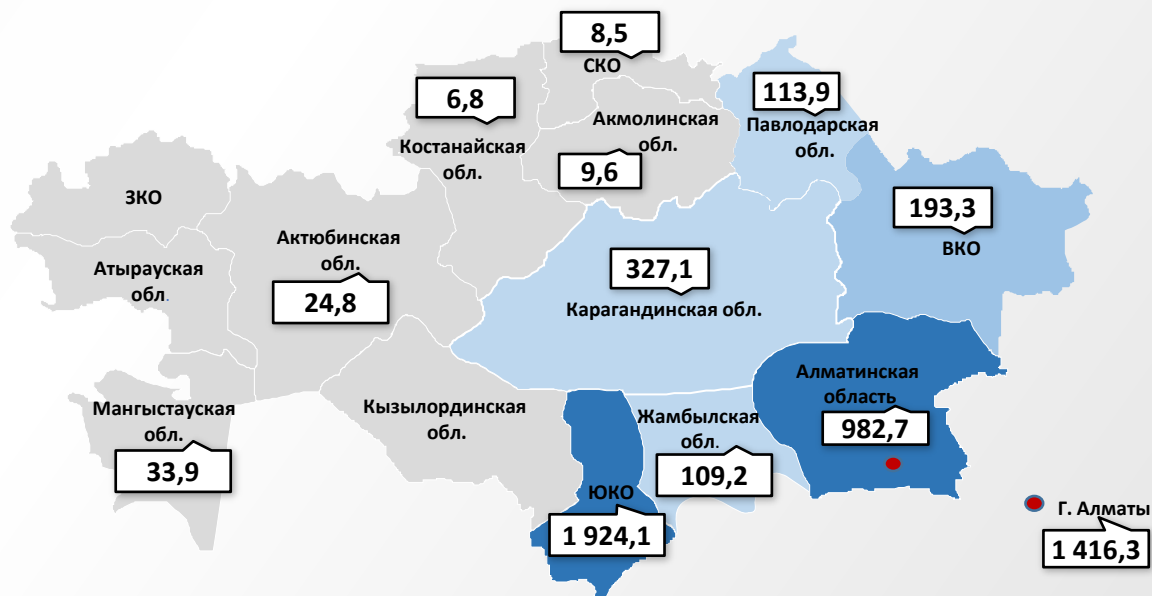 8,5
СКО
6,8
Костанайская
обл.
Акмолинская
обл.
9,6
113,9
Павлодарская
обл.
193,3
ВКО
ЗКО
Атырауская
обл.
Актюбинская
обл.
24,8
327,1
Карагандинская обл.
Мангыстауская
обл.
33,9
Кызылординская
обл.
ЮКО
1 924,1
Жамбылская
обл.
109,2
Алматинская
область
982,7
Г. Алматы
1 416,3